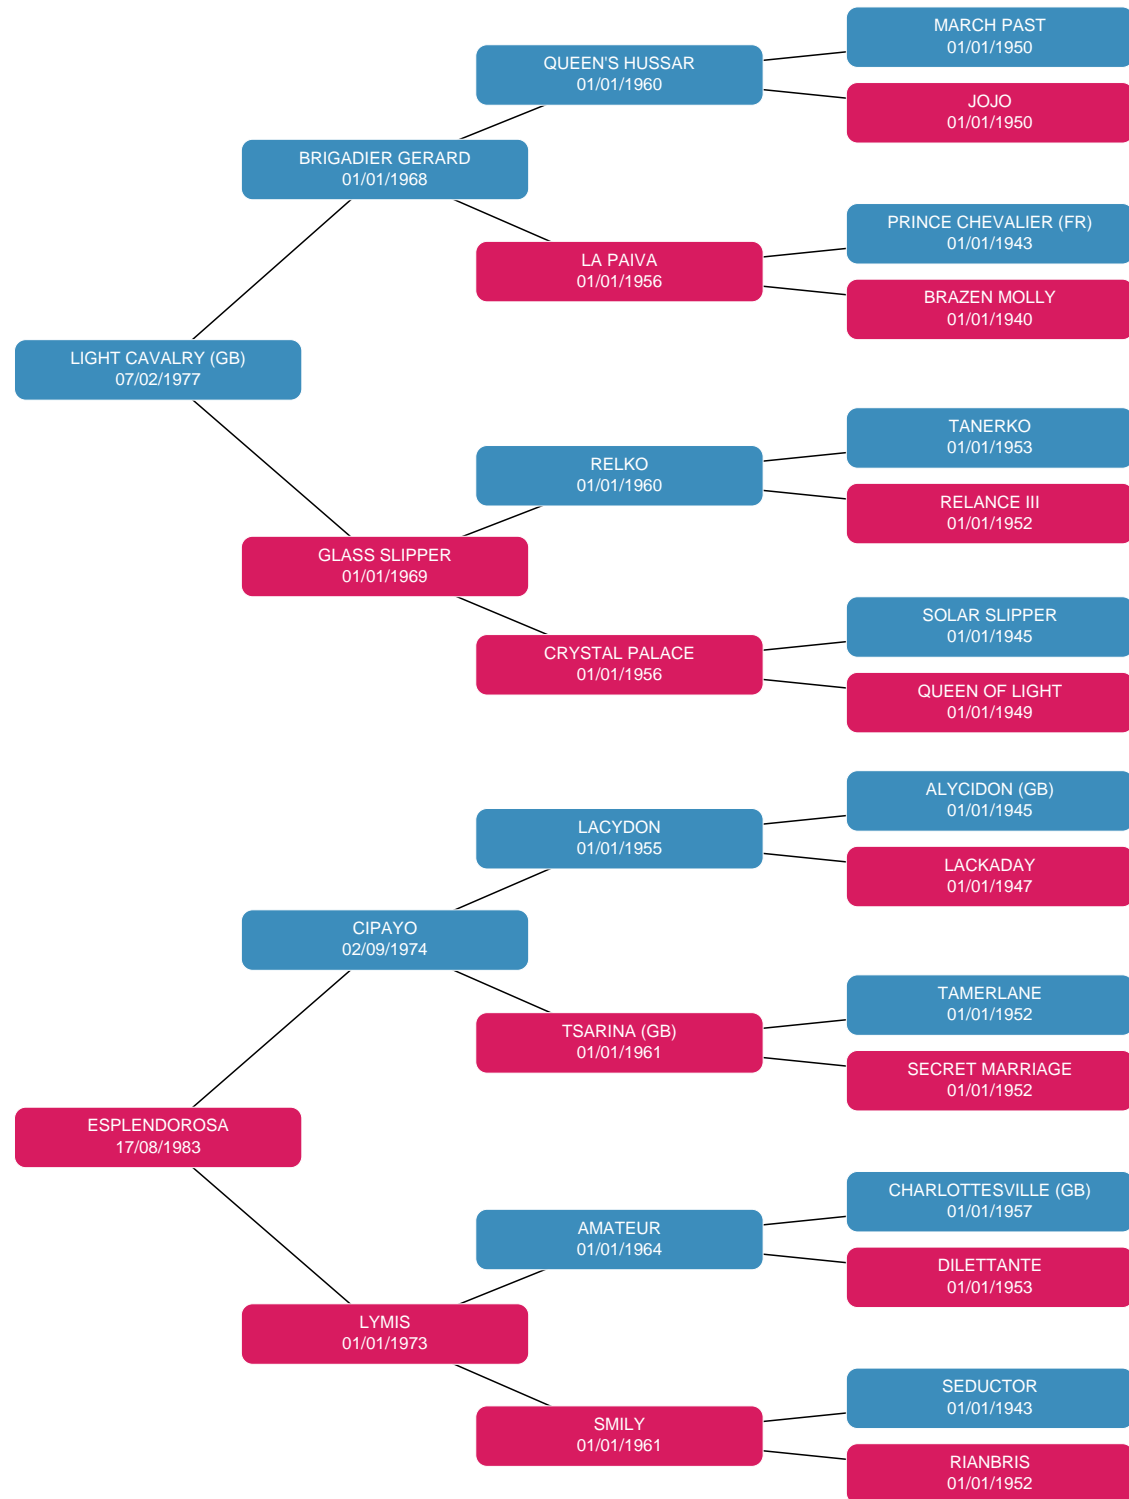 MARCH PAST
01/01/1950
QUEEN'S HUSSAR
01/01/1960
JOJO
01/01/1950
BRIGADIER GERARD
01/01/1968
PRINCE CHEVALIER (FR)
01/01/1943
LA PAIVA
01/01/1956
BRAZEN MOLLY
01/01/1940
LIGHT CAVALRY (GB)
07/02/1977
TANERKO
01/01/1953
RELKO
01/01/1960
RELANCE III
01/01/1952
GLASS SLIPPER
01/01/1969
SOLAR SLIPPER
01/01/1945
CRYSTAL PALACE
01/01/1956
QUEEN OF LIGHT
01/01/1949
ALYCIDON (GB)
01/01/1945
LACYDON
01/01/1955
LACKADAY
01/01/1947
CIPAYO
02/09/1974
TAMERLANE
01/01/1952
TSARINA (GB)
01/01/1961
SECRET MARRIAGE
01/01/1952
ESPLENDOROSA
17/08/1983
CHARLOTTESVILLE (GB)
01/01/1957
AMATEUR
01/01/1964
DILETTANTE
01/01/1953
LYMIS
01/01/1973
SEDUCTOR
01/01/1943
SMILY
01/01/1961
RIANBRIS
01/01/1952